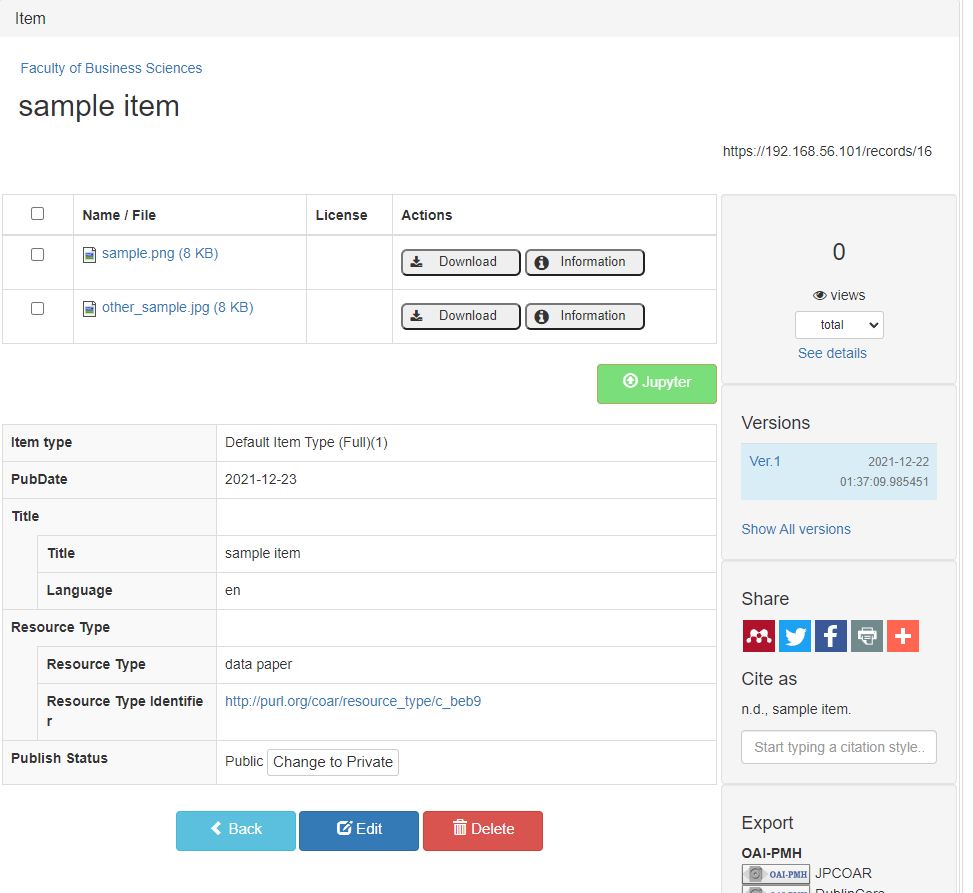 Item
Faculty of Business Sciences
sample item
https://192.168.56.101/records/16
Name / File License Actions
sample.png (8 KB) Download Information
other_sample.jpg (8 KB) Download Information
Jupyter
Item type Default Item Type (Full)(1)
PubDate 2021-12-23
Title
Title sample item
Language en
Resource Type
Resource Type data paper
Resource Type Identifie
r http://purl.org/coar/resource_type/c_beb9
Publish Status Public Change to Private
Back Edit Delete
0
views
total
See details
Versions
Ver.1 2021-12-22
01:37:09.985451
Show All versions
Share
Cite as
n.d., sample item.
Start typing a citation style..
Export
OAI-PMH
OAI-PMH JPCOAR
DublinCore